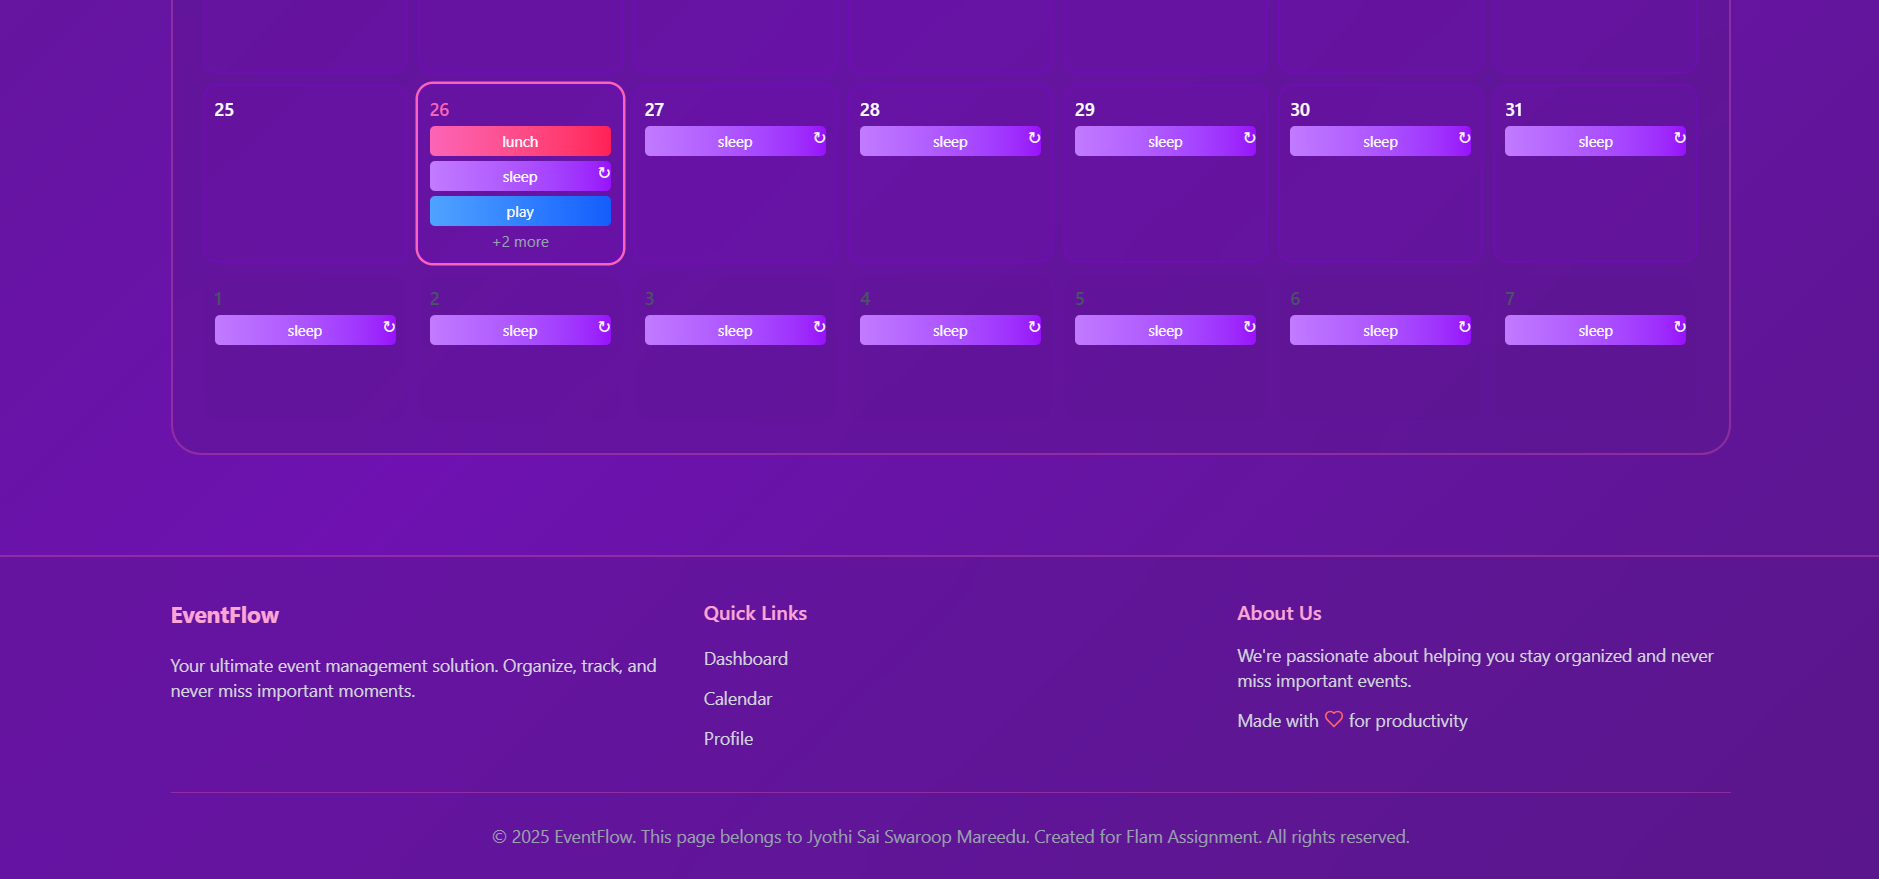 25
26
lunch
sleep ↻
play
+2 more
27
sleep ↻
28
sleep ↻
29
sleep ↻
30
sleep ↻
31
sleep ↻
1
sleep ↻
2
sleep ↻
3
sleep ↻
4
sleep ↻
5
sleep ↻
6
sleep ↻
7
sleep ↻
EventFlow
Your ultimate event management solution. Organize, track, and
never miss important moments.
Quick Links
Dashboard
Calendar
Profile
About Us
We're passionate about helping you stay organized and never
miss important events.
Made with ♡ for productivity
© 2025 EventFlow. This page belongs to Jyothi Sai Swaroop Mareedu. Created for Flam Assignment. All rights reserved.